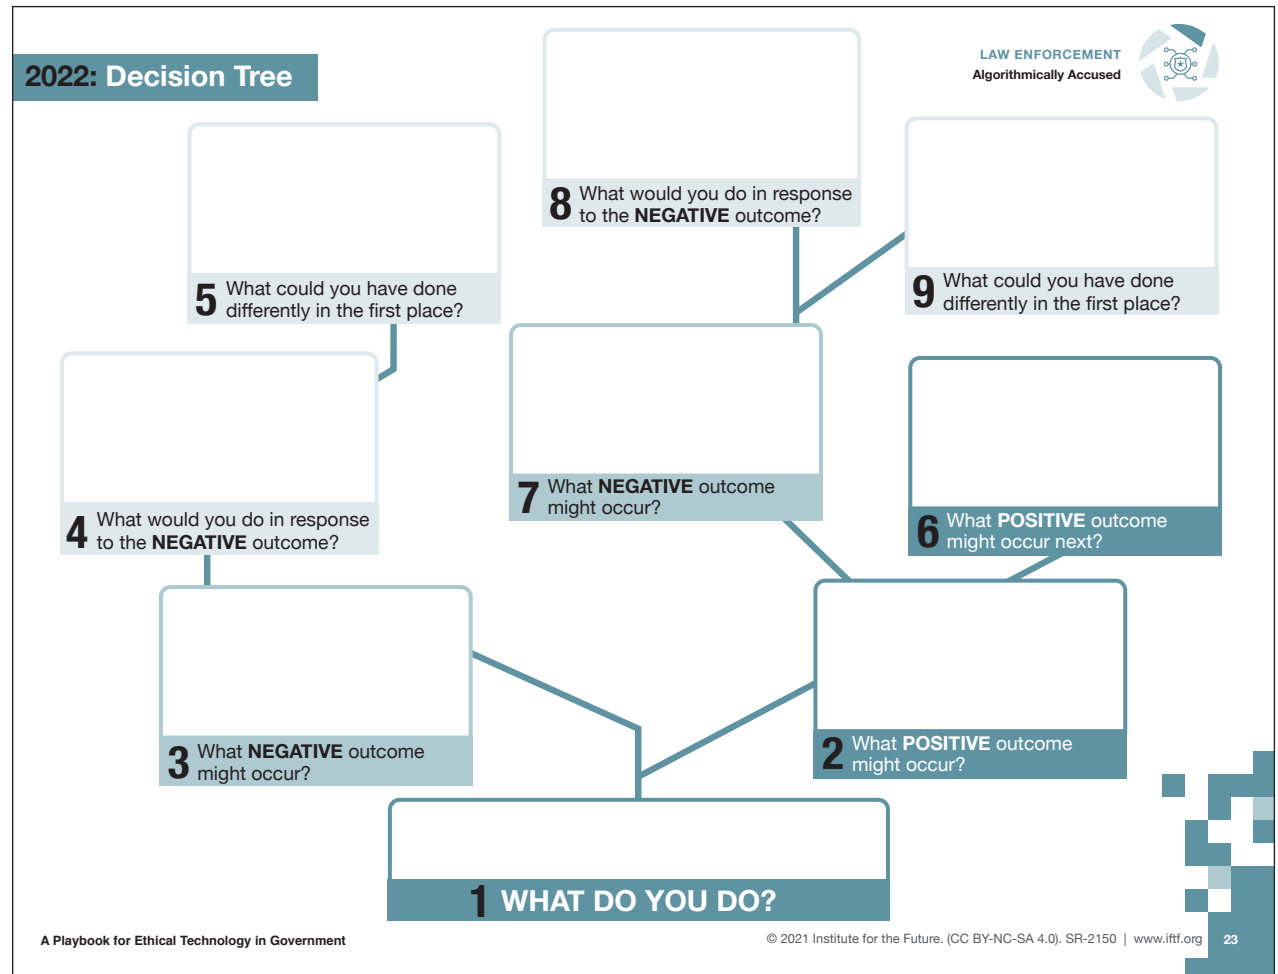 2022: Decision Tree
LAW ENFORCEMENT
Algorithmically Accused
8 What would you do in response
to the NEGATIVE outcome?
5 What could you have done
differently in the first place?
9 What could you have done
differently in the first place?
7 What NEGATIVE outcome
might occur?
4 What would you do in response
to the NEGATIVE outcome?
6 What POSITIVE outcome
might occur next?
3 What NEGATIVE outcome
might occur?
2 What POSITIVE outcome
might occur?
1 WHAT DO YOU DO?
A Playbook for Ethical Technology in Government
© 2021 Institute for the Future. (CC BY-NC-SA 4.0). SR-2150 | www.iftf.org 23